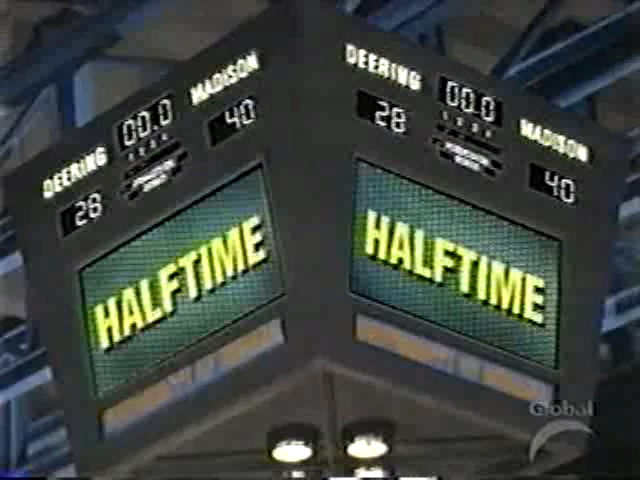 DEERING
00.0
MADISON
28
40
HALFTIME
DEERING
00.0
MADISON
28
40
HALFTIME
Global